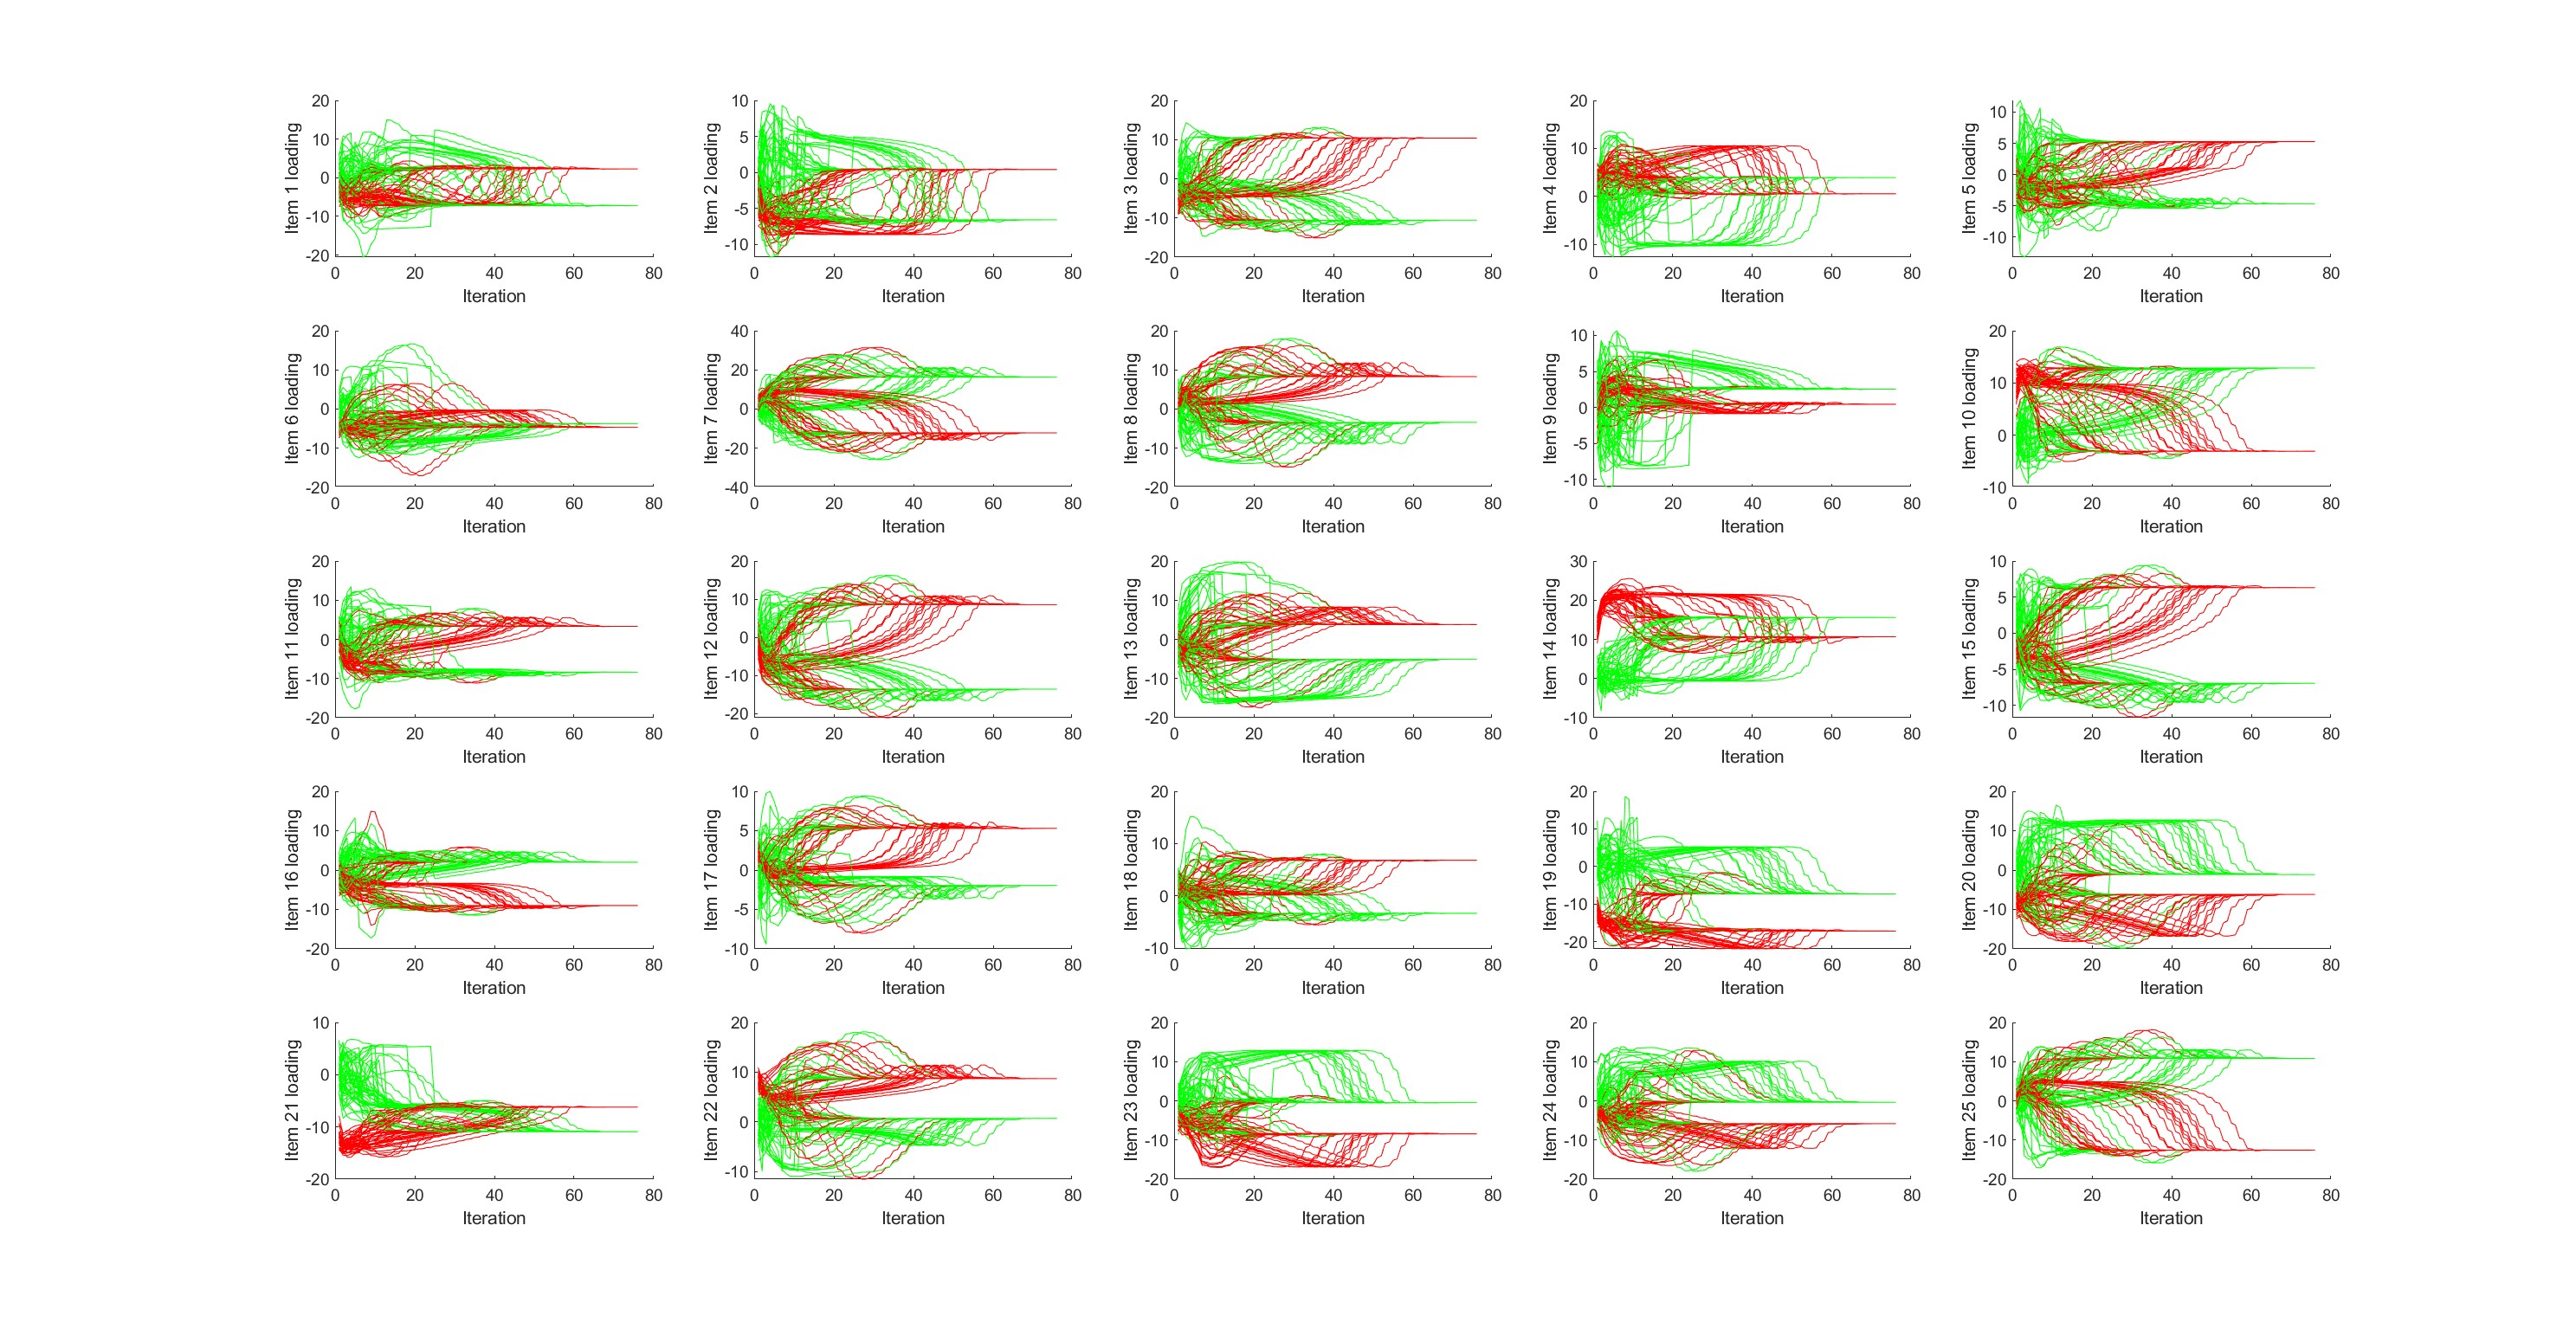 20 10 0 -10 -20 Item 1 loading 0 20 40 60 80 Iteration
10 5 0 -5 -10 Item 2 loading 0 20 40 60 80 Iteration
20 10 0 -10 -20 Item 3 loading 0 20 40 60 80 Iteration
20 10 0 -10 Item 4 loading 0 20 40 60 80 Iteration
10 5 0 -5 -10 Item 5 loading 0 20 40 60 80 Iteration
20 10 0 -10 -20 Item 6 loading 0 20 40 60 80 Iteration
40 20 0 -20 -40 Item 7 loading 0 20 40 60 80 Iteration
20 10 0 -10 -20 Item 8 loading 0 20 40 60 80 Iteration
10 5 0 -5 -10 Item 9 loading 0 20 40 60 80 Iteration
20 10 0 -10 Item 10 loading 0 20 40 60 80 Iteration
20 10 0 -10 -20 Item 11 loading 0 20 40 60 80 Iteration
20 10 0 -10 -20 Item 12 loading 0 20 40 60 80 Iteration
20 10 0 -10 -20 Item 13 loading 0 20 40 60 80 Iteration
30 20 10 0 -10 Item 14 loading 0 20 40 60 80 Iteration
10 5 0 -5 -10 Item 15 loading 0 20 40 60 80 Iteration
20 10 0 -10 -20 Item 16 loading 0 20 40 60 80 Iteration
10 5 0 -5 -10 Item 17 loading 0 20 40 60 80 Iteration
20 10 0 -10 Item 18 loading 0 20 40 60 80 Iteration
20 10 0 -10 -20 Item 19 loading 0 20 40 60 80 Iteration
20 10 0 -10 -20 Item 20 loading 0 20 40 60 80 Iteration
10 0 -10 -20 Item 21 loading 0 20 40 60 80 Iteration
20 10 0 -10 Item 22 loading 0 20 40 60 80 Iteration
20 10 0 -10 -20 Item 23 loading 0 20 40 60 80 Iteration
20 10 0 -10 -20 Item 24 loading 0 20 40 60 80 Iteration
20 10 0 -10 -20 Item 25 loading 0 20 40 60 80 Iteration